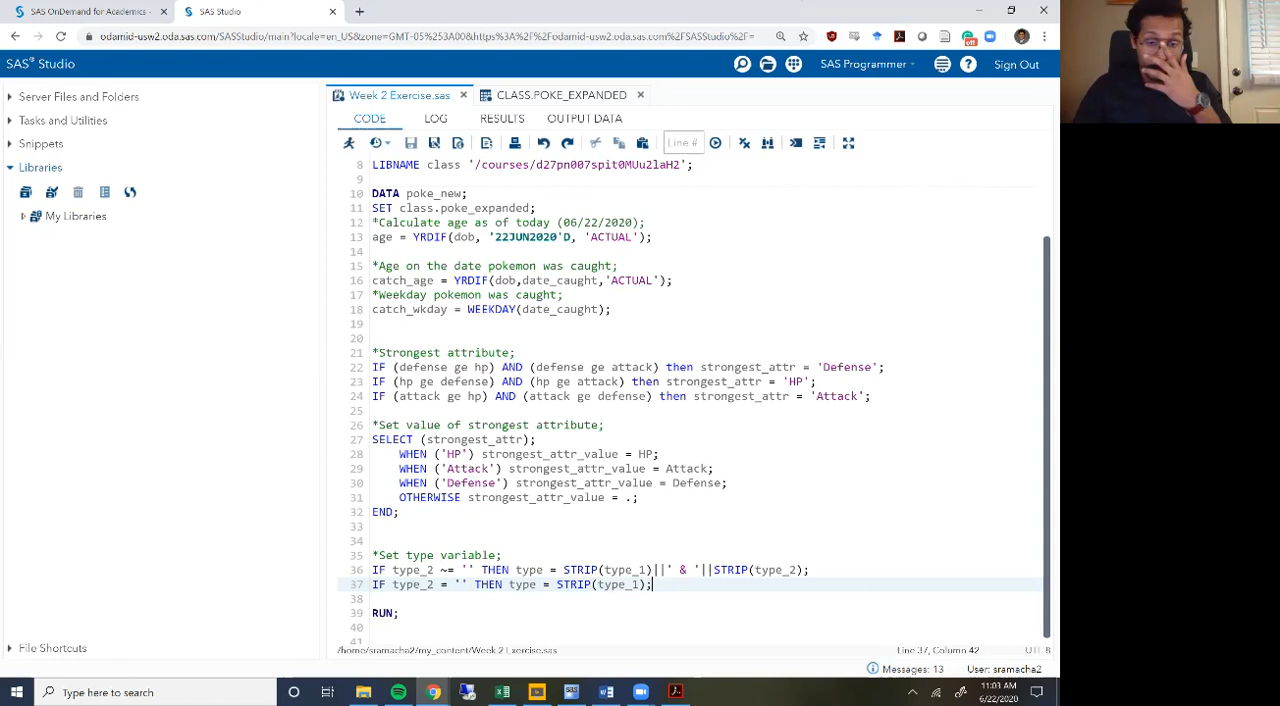 SAS OnDemand for Academics
SAS Studio
odamid-usw2.oda.sas.com/SASStudio/main?locale=en_US&zone=GMT-05%253A00&https%3A%2F%2Fodamid-usw2.oda.sas.com%2FSASStudio%2F=
off
SAS® Studio
SAS Programmer
Sign Out
Server Files and Folders
Tasks and Utilities
Snippets
Libraries
My Libraries
File Shortcuts
Week 2 Exercise.sas
CLASS.POKE_EXPANDED
CODE LOG RESULTS OUTPUT DATA
Line #
8 LIBNAME class '/courses/d27pn007spit0MUu2laH2';
9
10 DATA poke_new;
11 SET class.poke_expanded;
12 *Calculate age as of today (06/22/2020);
13 age = YRDIF(dob, '22JUN2020'D, 'ACTUAL');
14
15 *Age on the date pokemon was caught;
16 catch_age = YRDIF(dob,date_caught,'ACTUAL');
17 *Weekday pokemon was caught;
18 catch_wkday = WEEKDAY(date_caught);
19
20
21 *Strongest attribute;
22 IF (defense ge hp) AND (defense ge attack) then strongest_attr = 'Defense';
23 IF (hp ge defense) AND (hp ge attack) then strongest_attr = 'HP';
24 IF (attack ge hp) AND (attack ge defense) then strongest_attr = 'Attack';
25
26 *Set value of strongest attribute;
27 SELECT (strongest_attr);
28 WHEN ('HP') strongest_attr_value = HP;
29 WHEN ('Attack') strongest_attr_value = Attack;
30 WHEN ('Defense') strongest_attr_value = Defense;
31 OTHERWISE strongest_attr_value = .;
32 END;
33
34
35 *Set type variable;
36 IF type_2 ~= '' THEN type = STRIP(type_1)||' & '||STRIP(type_2);
37 IF type_2 = '' THEN type = STRIP(type_1);
38
39 RUN;
40
41
/home/sramacha2/my_content/Week 2 Exercise.sas
Line 37, Column 42
UTF-8
Messages: 13
User: sramacha2
Type here to search
11:03 AM
6/22/2020